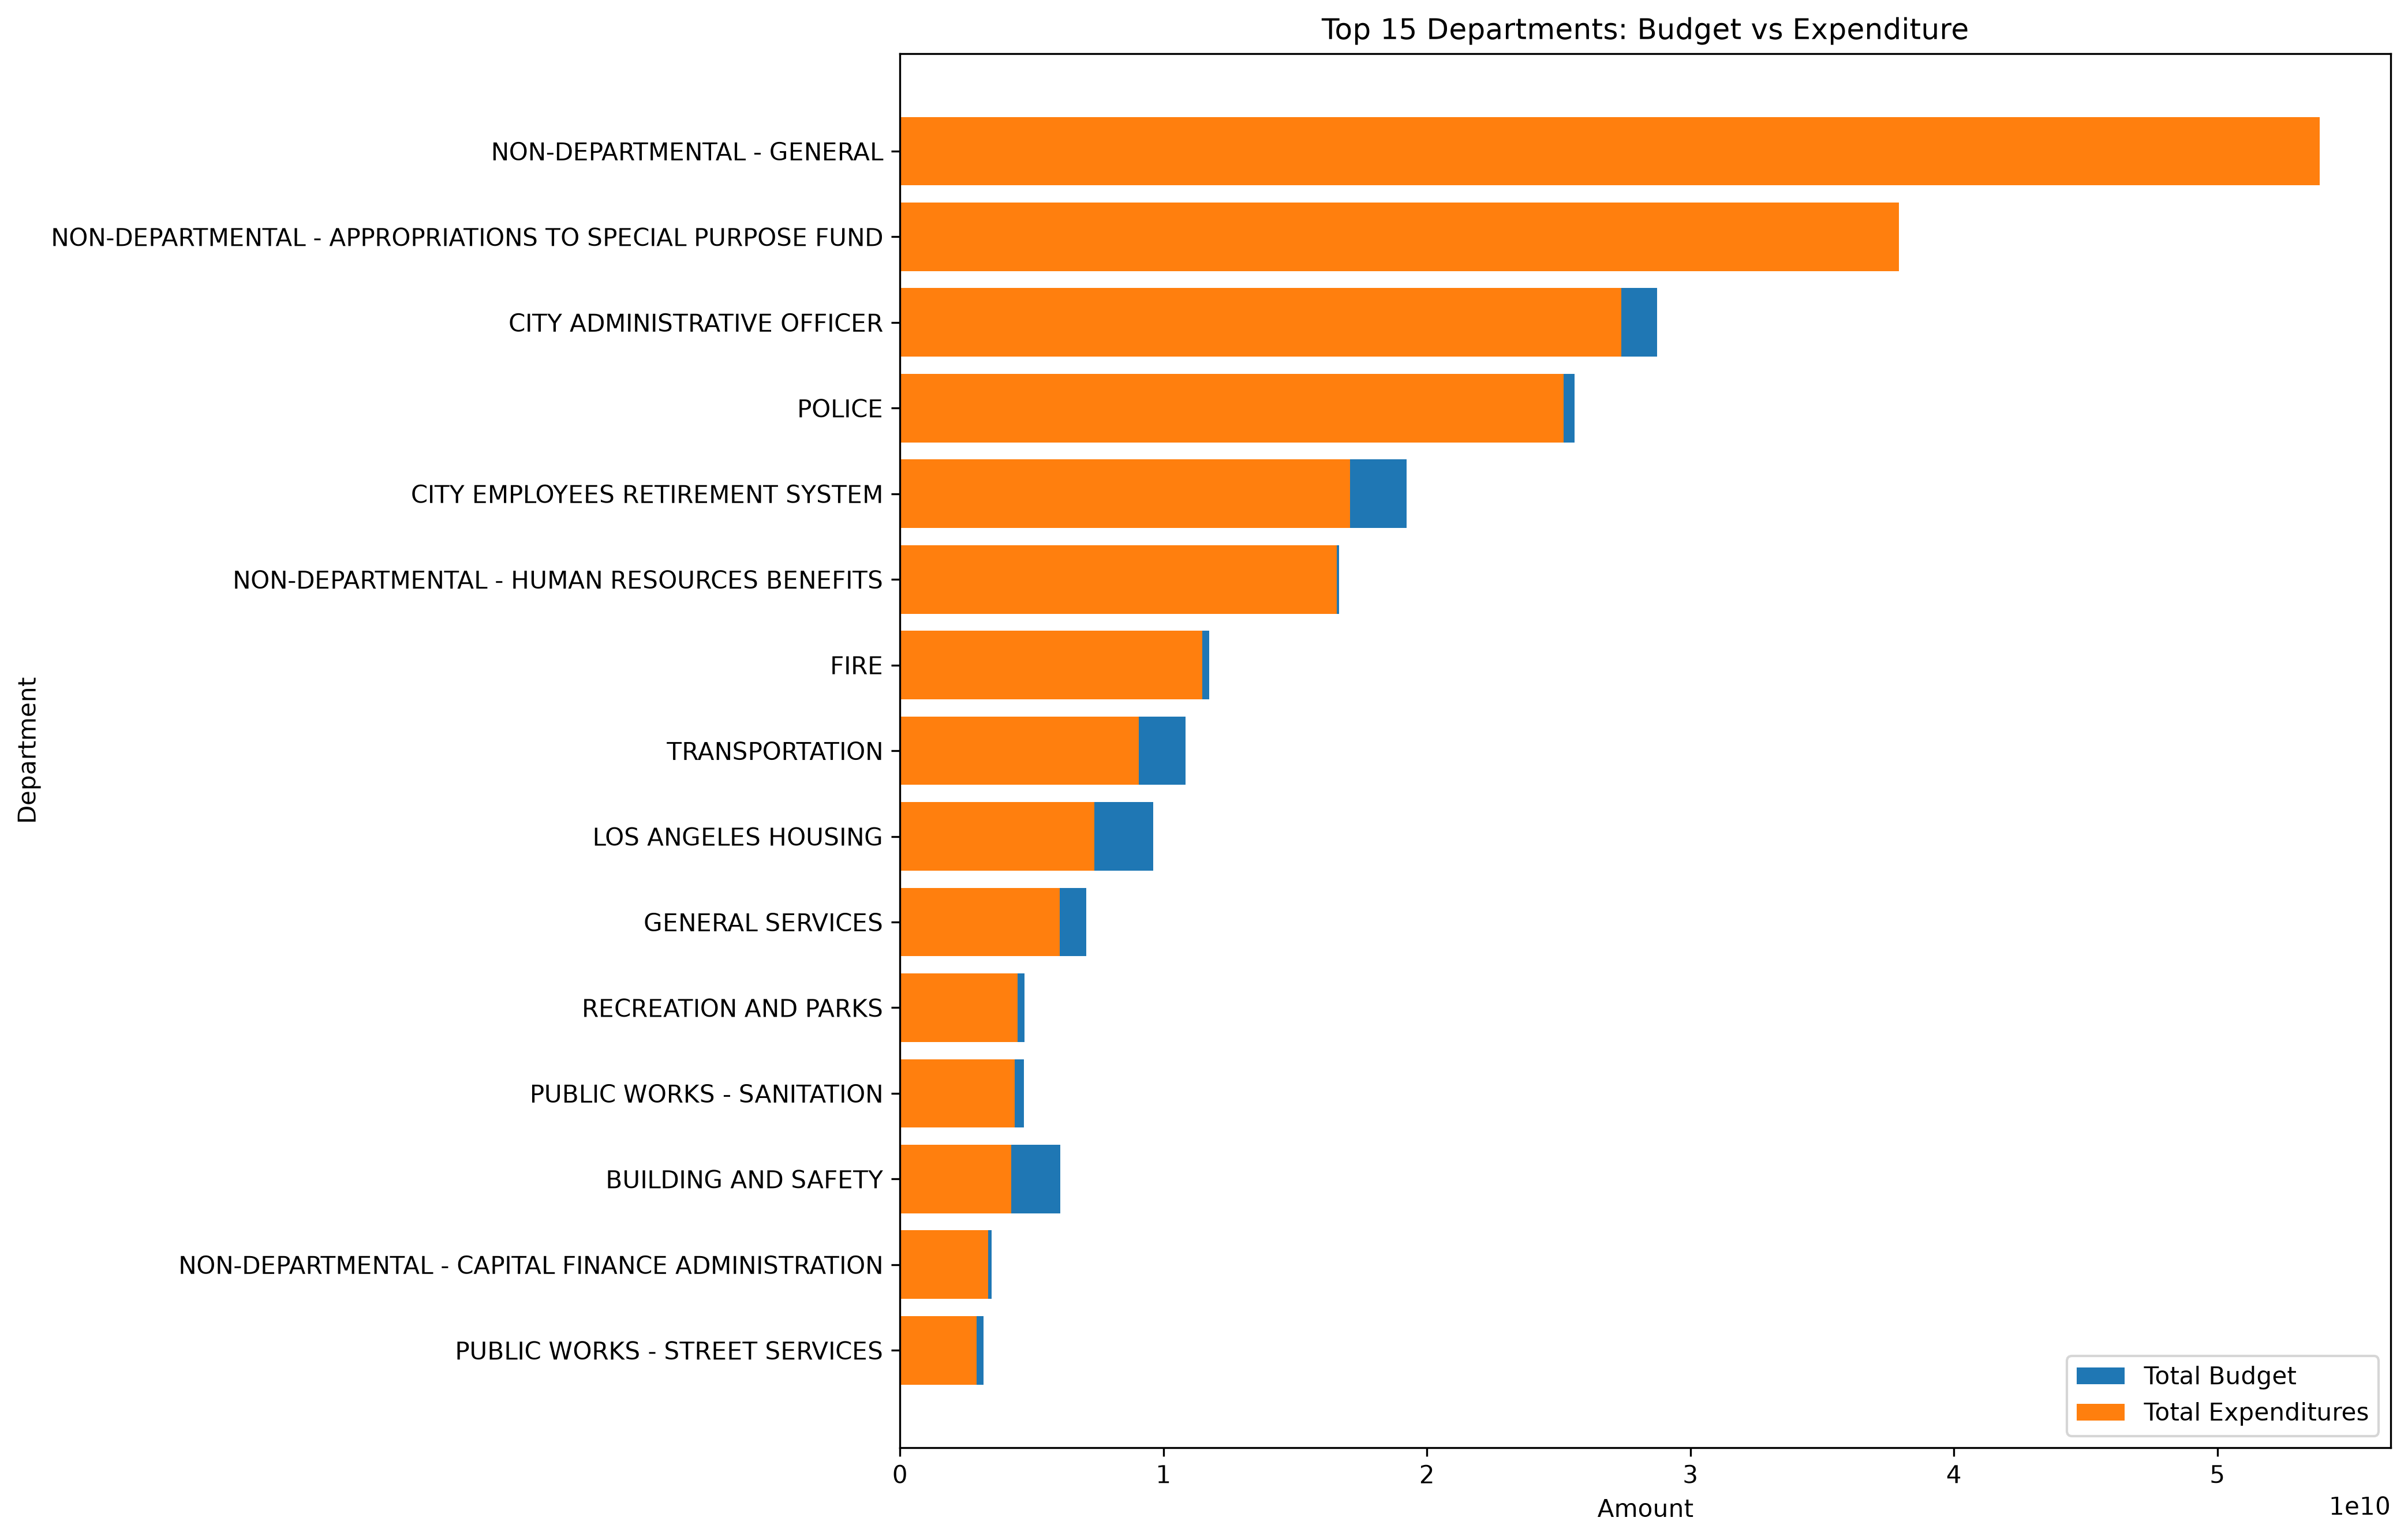 Top 15 Departments: Budget vs Expenditure
Department
NON-DEPARTMENTAL - GENERAL
NON-DEPARTMENTAL - APPROPRIATIONS TO SPECIAL PURPOSE FUND
CITY ADMINISTRATIVE OFFICER
POLICE
CITY EMPLOYEES RETIREMENT SYSTEM
NON-DEPARTMENTAL - HUMAN RESOURCES BENEFITS
FIRE
TRANSPORTATION
LOS ANGELES HOUSING
GENERAL SERVICES
RECREATION AND PARKS
PUBLIC WORKS - SANITATION
BUILDING AND SAFETY
NON-DEPARTMENTAL - CAPITAL FINANCE ADMINISTRATION
PUBLIC WORKS - STREET SERVICES
Total Budget
Total Expenditures
0 1 2 3 4 5
Amount
1e10